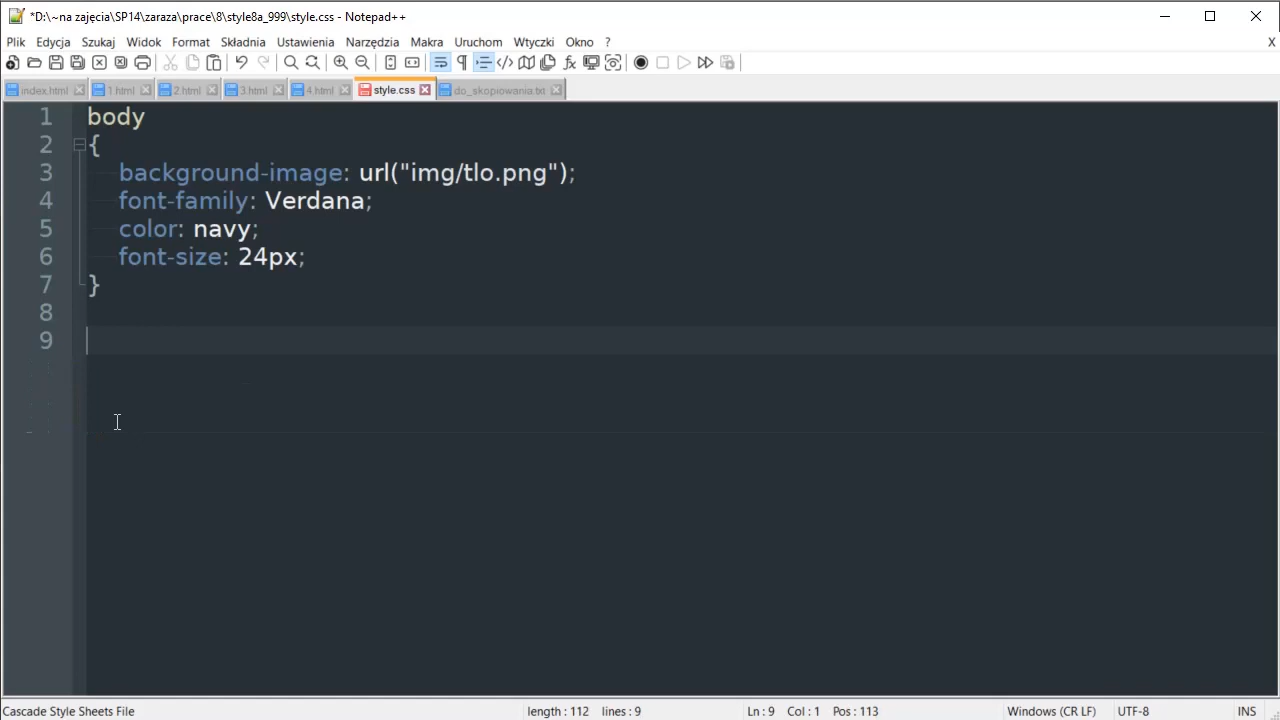 *D:\~na zajęcia\SP14\zaraza\prace\8\style8a_999\style.css - Notepad++
Plik Edycja Szukaj Widok Format Składnia Ustawienia Narzędzia Makra Uruchom Wtyczki Okno ? X
index.html 1.html 2.html 3.html 4.html style.css do_skopiowania.txt
1 body
2 {
3 background-image: url("img/tlo.png");
4 font-family: Verdana;
5 color: navy;
6 font-size: 24px;
7 }
8
9
Cascade Style Sheets File length : 112 lines : 9 Ln : 9 Col : 1 Pos : 113 Windows (CR LF) UTF-8 INS